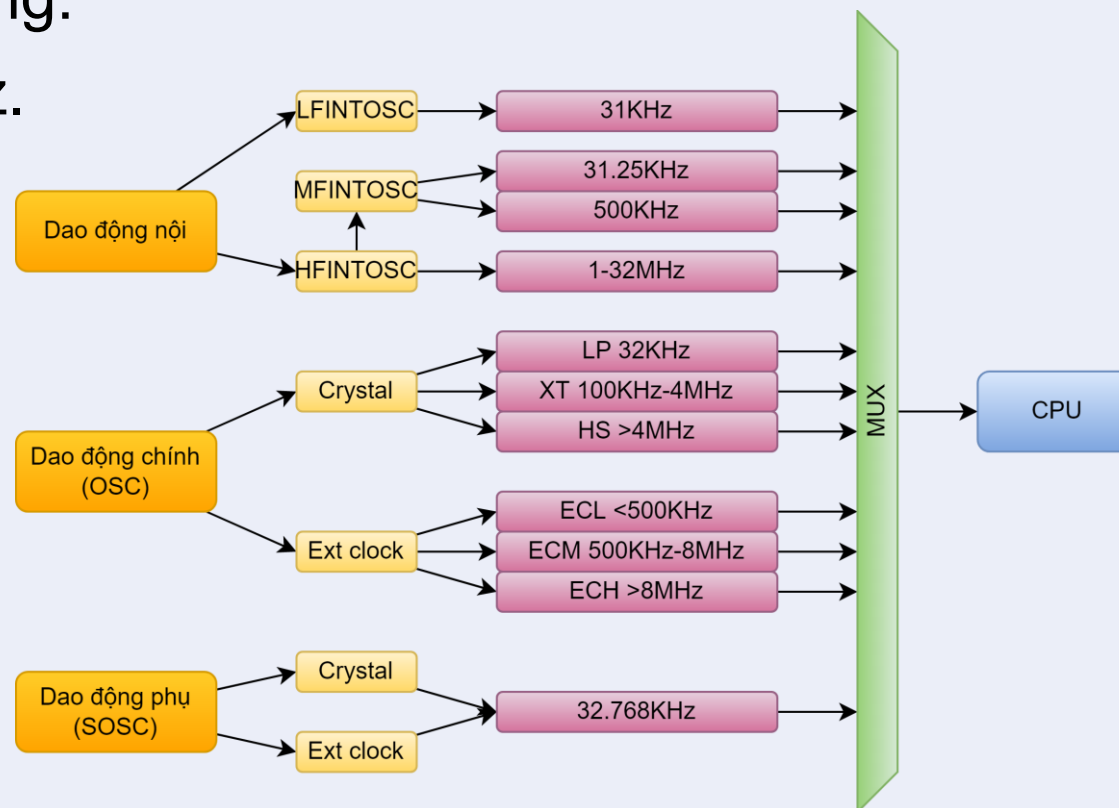 LFINTOSC
31KHz
MFINTOSC
31.25KHz
500KHz
Dao động nội
HFINTOSC
1-32MHz
LP 32KHz
Crystal
XT 100KHz-4MHz
HS >4MHz
Dao động chính
(OSC)
ECL <500KHz
Ext clock
ECM 500KHz-8MHz
ECH >8MHz
Crystal
Dao động phụ
(SOSC)
32.768KHz
Ext clock
MUX
CPU